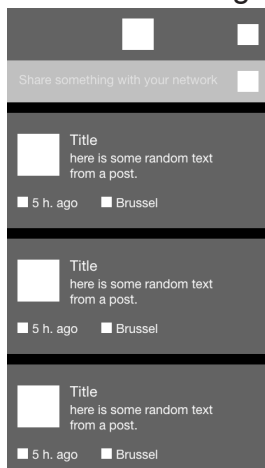 Share something with your network
Title
here is some random text
from a post.
5 h. ago Brussel
Title
here is some random text
from a post.
5 h. ago Brussel
Title
here is some random text
from a post.
5 h. ago Brussel